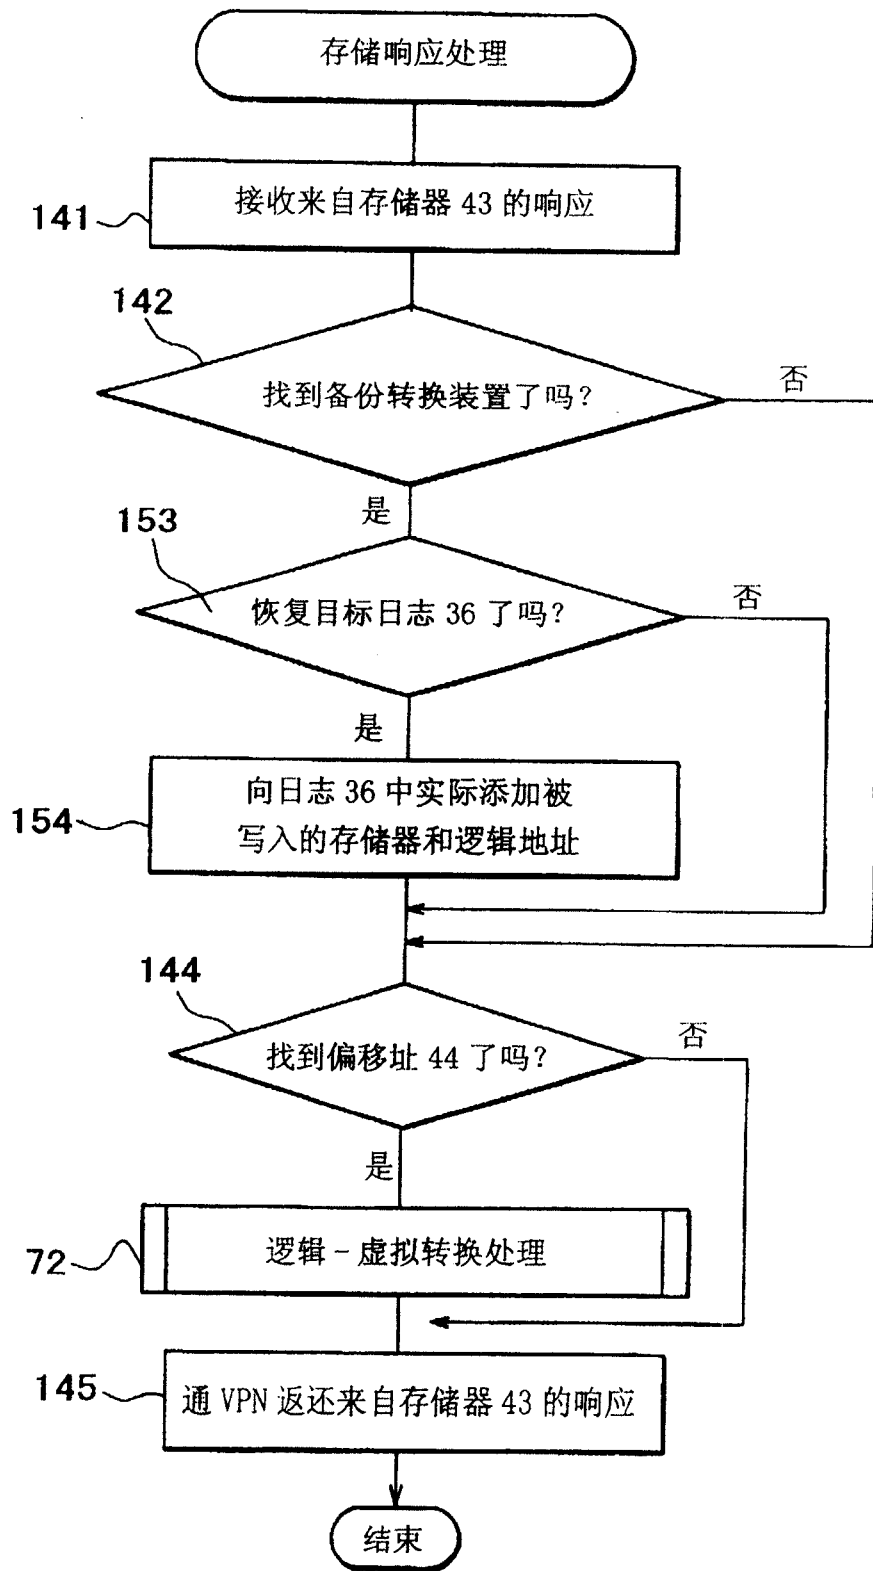 存储响应处理
接收来自存储器 43 的响应
141
142
找到备份转换装置了吗?
否
是
153
恢复目标日志 36 了吗?
否
是
向日志 36 中实际添加被
写入的存储器和逻辑地址
154
144
找到偏移址 44 了吗?
否
是
逻辑-虚拟转换处理
72
145
通 VPN 返还来自存储器 43 的响应
结束